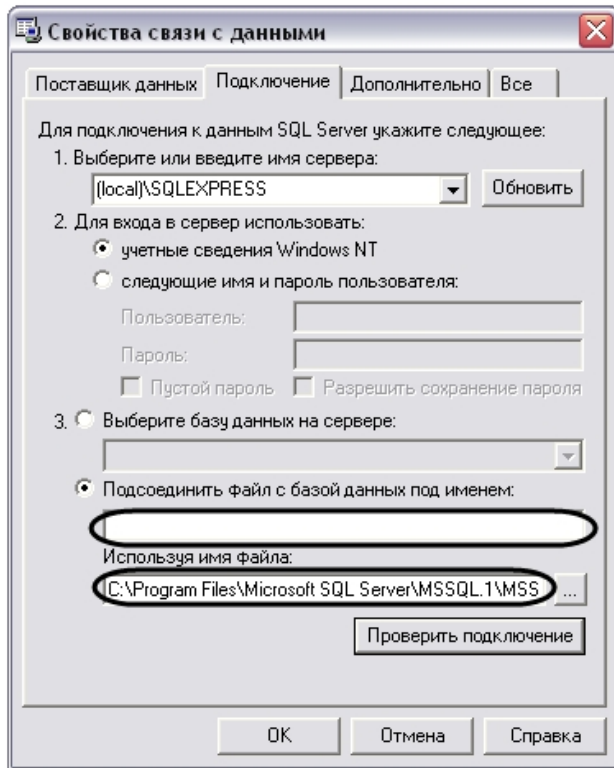 Свойства связи с данными
Поставщик данных Подключение Дополнительно Все
Для подключения к данным SQL Server укажите следующее:
1. Выберите или введите имя сервера:
(local)\SQLEXPRESS Обновить
2. Для входа в сервер использовать:
учетные сведения Windows NT
следующие имя и пароль пользователя:
Пользователь:
Пароль:
Пустой пароль Разрешить сохранение пароля
3. Выберите базу данных на сервере:
Подсоединить файл с базой данных под именем:
Используя имя файла:
C:\Program Files\Microsoft SQL Server\MSSQL.1\MSS ...
Проверить подключение
OK Отмена Справка